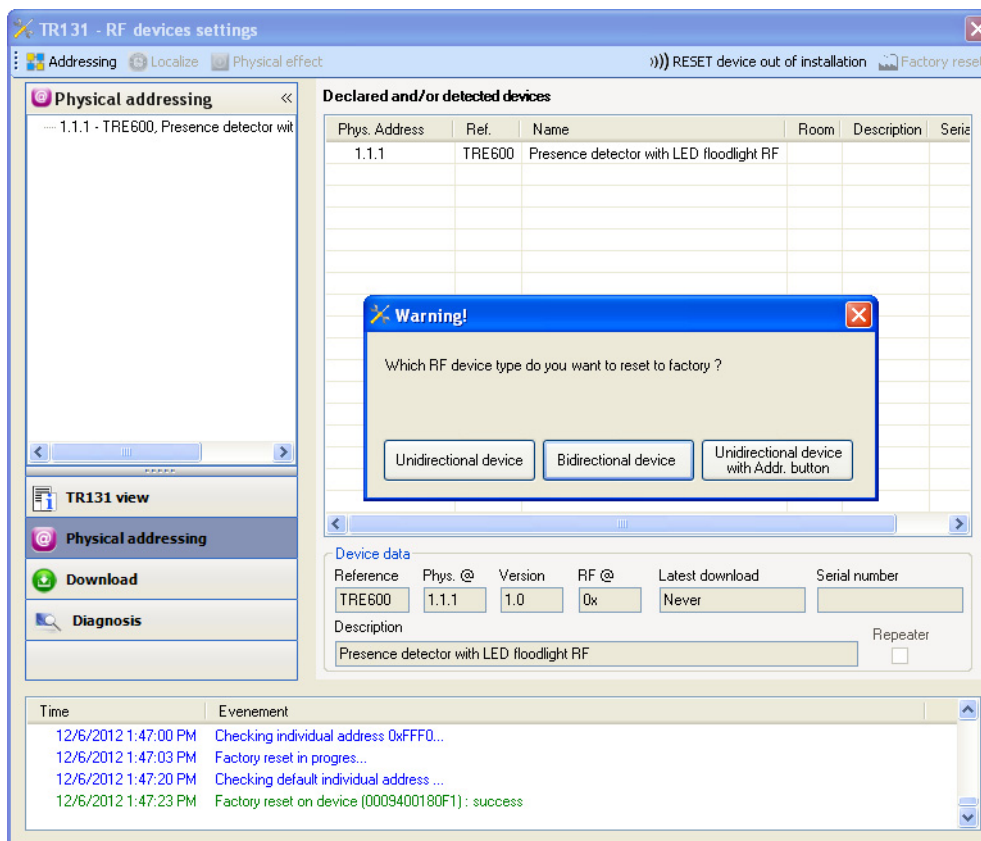 TR131 - RF devices settings
Addressing Localize Physical effect RESET device out of installation Factory reset
Physical addressing «
1.1.1 - TRE600, Presence detector wit
Declared and/or detected devices
Phys. Address Ref. Name Room Description Seria
1.1.1 TRE600 Presence detector with LED floodlight RF
Warning!
Which RF device type do you want to reset to factory ?
Unidirectional device Bidirectional device Unidirectional device
with Addr. button
TR131 view
Physical addressing
Download
Diagnosis
Device data
Reference Phys. @ Version RF @ Latest download Serial number
TRE600 1.1.1 1.0 0x Never
Description
Repeater
Presence detector with LED floodlight RF
Time Evenement
12/6/2012 1:47:00 PM Checking individual address 0xFFF0...
12/6/2012 1:47:03 PM Factory reset in progres...
12/6/2012 1:47:20 PM Checking default individual address ...
12/6/2012 1:47:23 PM Factory reset on device (0009400180F1) : success